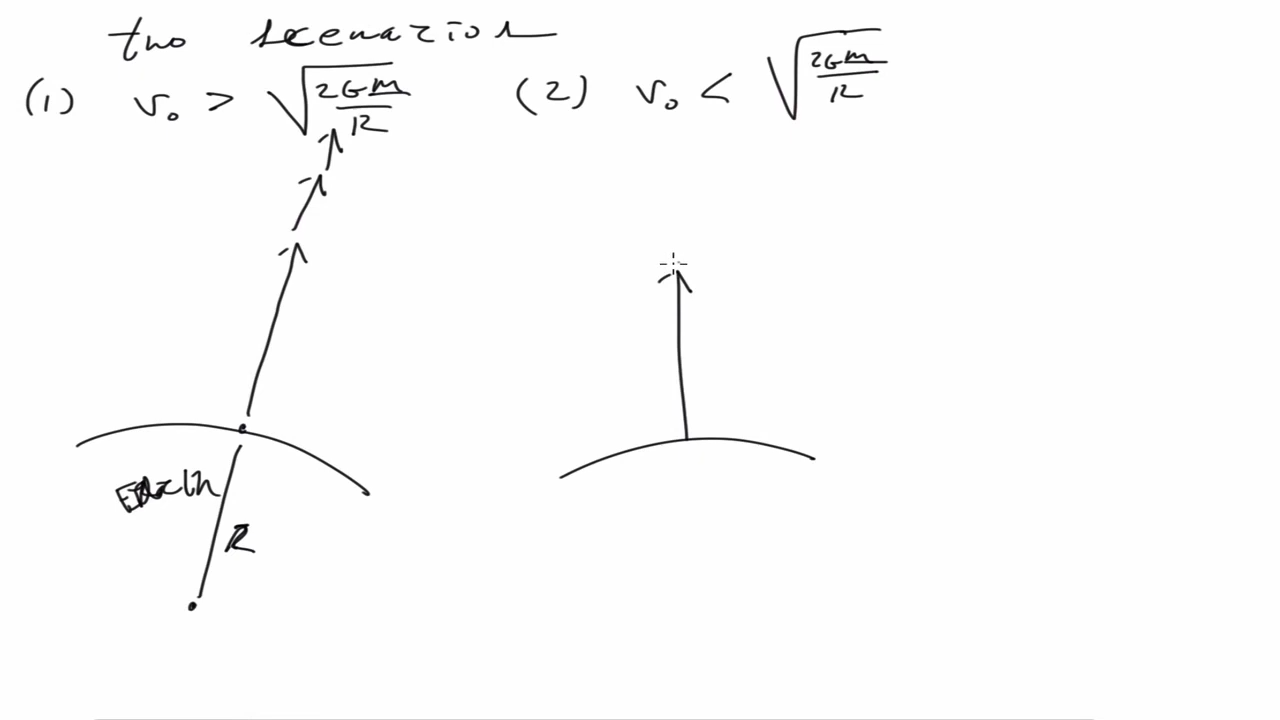 two scenarios
(1) v₀ > √(2GM/R) (2) v₀ < √(2GM/R)
Earth
R